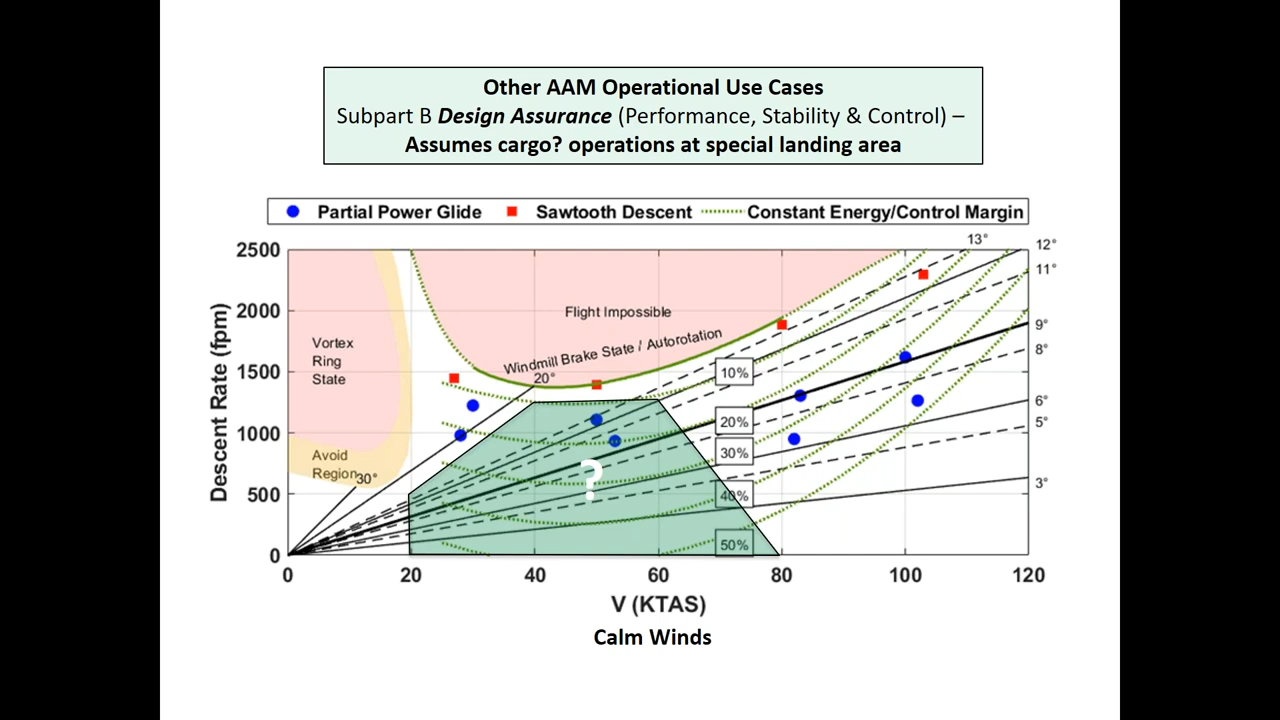 Other AAM Operational Use Cases
Subpart B Design Assurance (Performance, Stability & Control) –
Assumes cargo? operations at special landing area
Partial Power Glide
Sawtooth Descent
Constant Energy/Control Margin
2500
2000
1500
1000
500
0
Descent Rate (fpm)
13°
12°
11°
9°
8°
6°
5°
3°
Flight Impossible
Windmill Brake State / Autorotation
20°
Vortex
Ring
State
Avoid
Region
30°
10%
20%
30%
40%
50%
?
0
20
40
60
80
100
120
V (KTAS)
Calm Winds